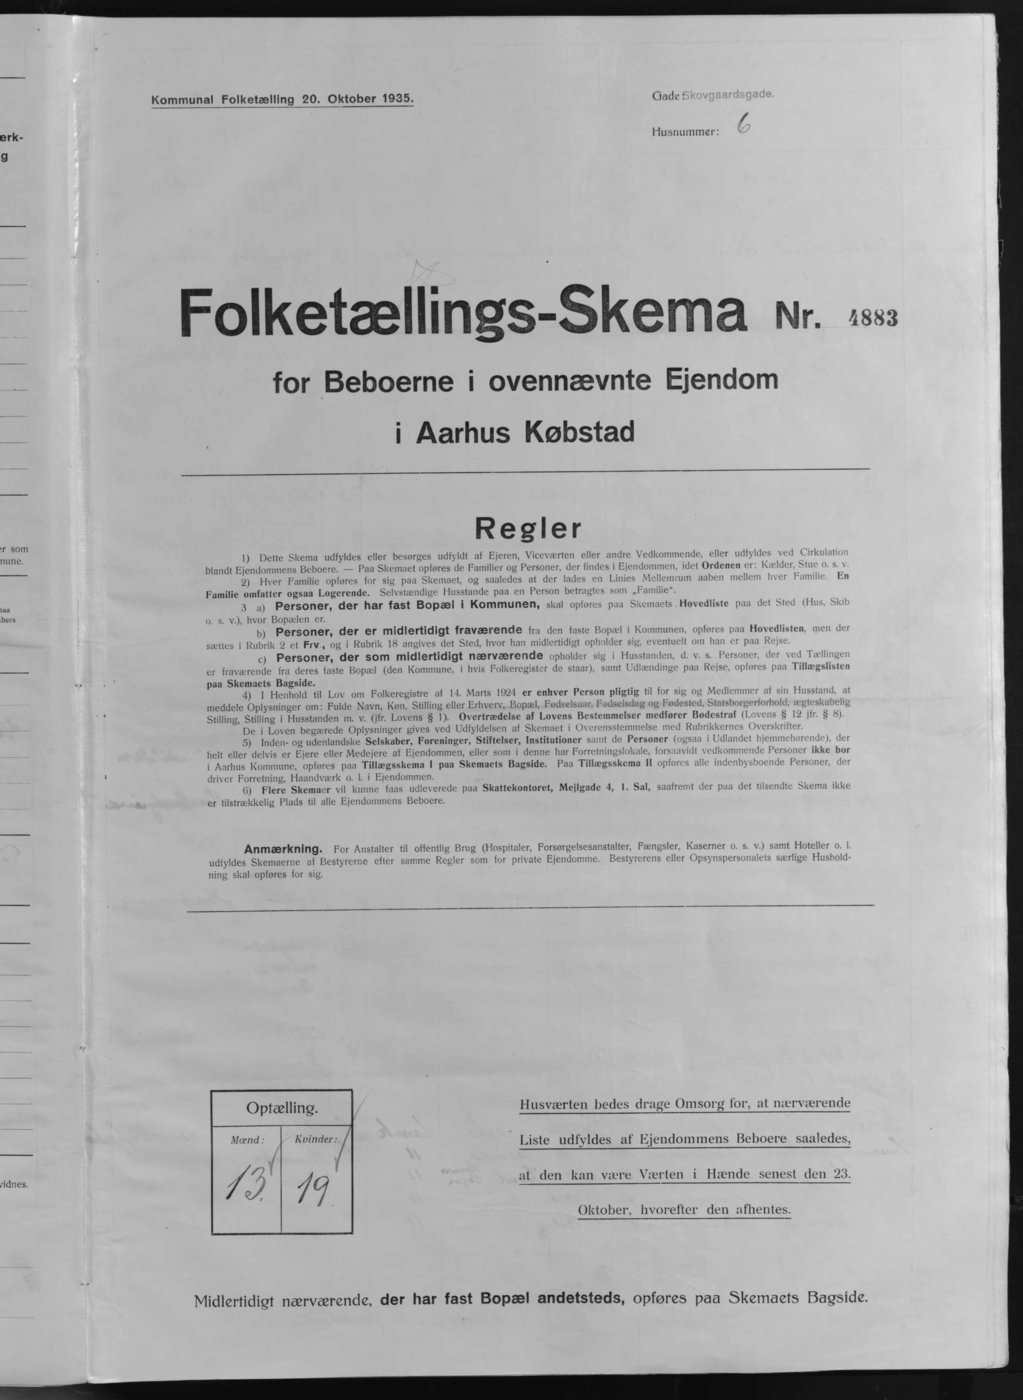 Kommunal Folketælling 20. Oktober 1935.
Gade: Skovgaardsgade.
Husnummer: 6
Folketællings-Skema Nr. 4883
for Beboerne i ovennævnte Ejendom
i Aarhus Købstad
Regler
1) Dette Skema udfyldes eller besørges udfyldt af Ejeren, Viceværten eller andre Vedkommende, eller udfyldes ved Cirkulation
blandt Ejendommens Beboere. — Paa Skemaet opføres de Familier og Personer, der findes i Ejendommen, idet Ordenen er: Kælder, Stue o. s. v.
2) Hver Familie opføres for sig paa Skemaet, og saaledes at der lades en Linies Mellemrum aaben mellem hver Familie. En
Familie omfatter ogsaa Logerende. Selvstændige Husstande paa en Person betragtes som „Familie“.
3 a) Personer, der har fast Bopæl i Kommunen, skal opføres paa Skemaets Hovedliste paa det Sted (Hus, Skib
o. s. v.), hvor Bopælen er.
b) Personer, der er midlertidigt fraværende fra den faste Bopæl i Kommunen, opføres paa Hovedlisten, men der
sættes i Rubrik 2 et Frv., og i Rubrik 18 angives det Sted, hvor han midlertidigt opholder sig, eventuelt om han er paa Rejse.
c) Personer, der som midlertidigt nærværende opholder sig i Husstanden, d. v. s. Personer, der ved Tællingen
er fraværende fra deres faste Bopæl (den Kommune, i hvis Folkeregister de staar), samt Udlændinge paa Rejse, opføres paa Tillægslisten
paa Skemaets Bagside.
4) I Henhold til Lov om Folkeregistre af 14. Marts 1924 er enhver Person pligtig til for sig og Medlemmer af sin Husstand, at
meddele Oplysninger om: Fulde Navn, Køn, Stilling eller Erhverv, Bopæl, Fødselsaar, Fødselsdag og Fødested, Statsborgerforhold, ægteskabelig
Stilling, Stilling i Husstanden m. v. (jfr. Lovens § 1). Overtrædelse af Lovens Bestemmelser medfører Bødestraf (Lovens § 12 jfr. § 8).
De i Loven begærede Oplysninger gives ved Udfyldelsen af Skemaet i Overensstemmelse med Rubrikkernes Overskrifter.
5) Inden- og udenlandske Selskaber, Foreninger, Stiftelser, Institutioner samt de Personer (ogsaa i Udlandet hjemmehørende), der
helt eller delvis er Ejere eller Medejere af Ejendommen, eller som i denne har Forretningslokale, forsaavidt vedkommende Personer ikke bor
i Aarhus Kommune, opføres paa Tillægsskema I paa Skemaets Bagside. Paa Tillægsskema II opføres alle indenbysboende Personer, der
driver Forretning, Haandværk o. l. i Ejendommen.
6) Flere Skemaer vil kunne faas udleverede paa Skattekontoret, Mejlgade 4, 1. Sal, saafremt der paa det tilsendte Skema ikke
er tilstrækkelig Plads til alle Ejendommens Beboere.
Anmærkning. For Anstalter til offentlig Brug (Hospitaler, Forsørgelsesanstalter, Fængsler, Kaserner o. s. v.) samt Hoteller o. l.
udfyldes Skemaerne af Bestyrerne efter samme Regler som for private Ejendomme. Bestyrerens eller Opsynspersonalets særlige Hushold-
ning skal opføres for sig.
Optælling.
Mænd: Kvinder:
13. 19
Husværten bedes drage Omsorg for, at nærværende
Liste udfyldes af Ejendommens Beboere saaledes,
at den kan være Værten i Hænde senest den 23.
Oktober, hvorefter den afhentes.
Midlertidigt nærværende, der har fast Bopæl andetsteds, opføres paa Skemaets Bagside.